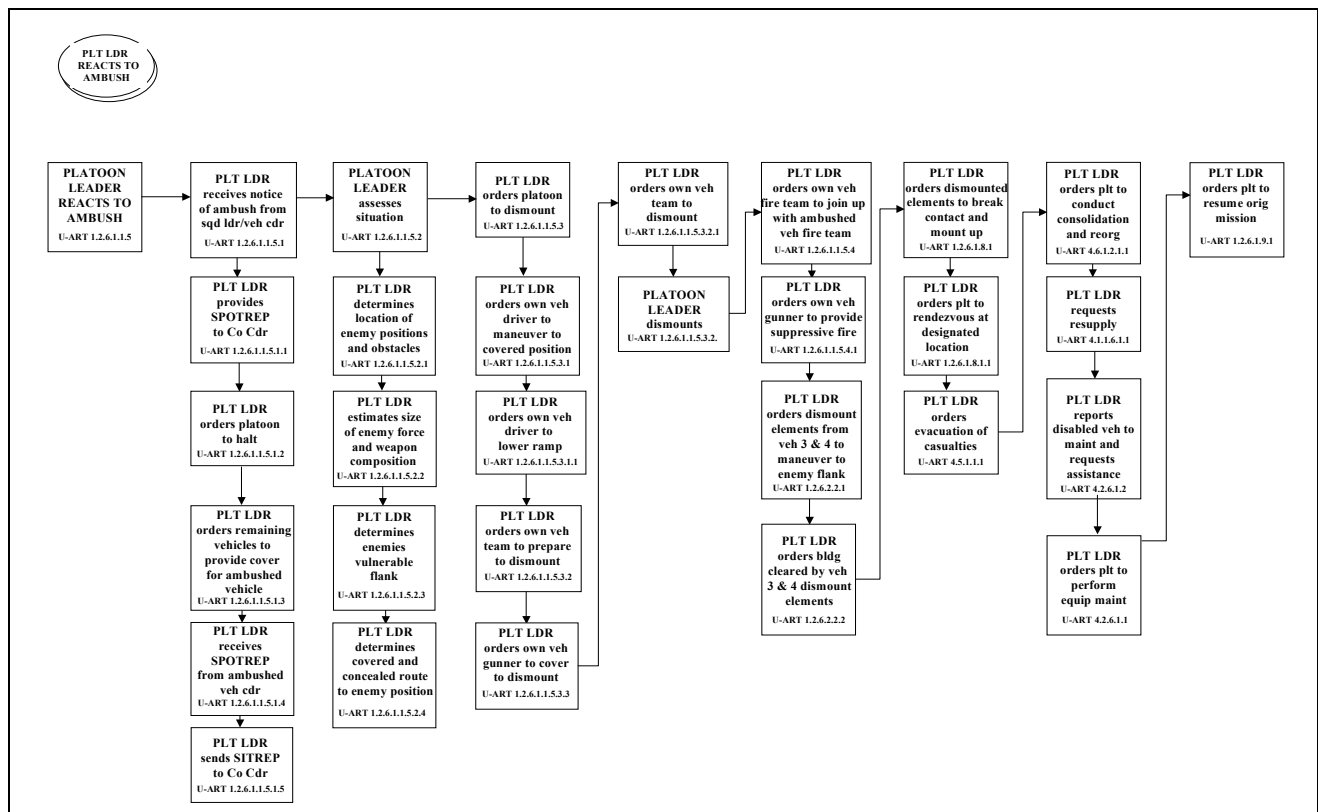 PLT LDR
REACTS TO
AMBUSH
PLATOON
LEADER
REACTS TO
AMBUSH
U-ART 1.2.6.1.1.5
PLT LDR
receives notice
of ambush from
sqd ldr/veh cdr
U-ART 1.2.6.1.1.5.1
PLT LDR
provides
SPOTREP
to Co Cdr
U-ART 1.2.6.1.1.5.1.1
PLT LDR
orders platoon
to halt
U-ART 1.2.6.1.1.5.1.2
PLT LDR
orders remaining
vehicles to
provide cover
for ambushed
vehicle
U-ART 1.2.6.1.1.5.1.3
PLT LDR
receives
SPOTREP
from ambushed
veh cdr
U-ART 1.2.6.1.1.5.1.4
PLT LDR
sends SITREP
to Co Cdr
U-ART 1.2.6.1.1.5.1.5
PLATOON
LEADER
assesses
situation
U-ART 1.2.6.1.1.5.2
PLT LDR
determines
location of
enemy positions
and obstacles
U-ART 1.2.6.1.1.5.2.1
PLT LDR
estimates size
of enemy force
and weapon
composition
U-ART 1.2.6.1.1.5.2.2
PLT LDR
determines
enemies
vulnerable
flank
U-ART 1.2.6.1.1.5.2.3
PLT LDR
determines
covered and
concealed route
to enemy position
U-ART 1.2.6.1.1.5.2.4
PLT LDR
orders platoon
to dismount
U-ART 1.2.6.1.1.5.3
PLT LDR
orders own veh
driver to
maneuver to
covered position
U-ART 1.2.6.1.1.5.3.1
PLT LDR
orders own veh
driver to
lower ramp
U-ART 1.2.6.1.1.5.3.1.1
PLT LDR
orders own veh
team to prepare
to dismount
U-ART 1.2.6.1.1.5.3.2
PLT LDR
orders own veh
gunner to cover
to dismount
U-ART 1.2.6.1.1.5.3.3
PLT LDR
orders own veh
team to
dismount
U-ART 1.2.6.1.1.5.3.2.1
PLATOON
LEADER
dismounts
U-ART 1.2.6.1.1.5.3.2.
PLT LDR
orders own veh
fire team to join up
with ambushed
veh fire team
U-ART 1.2.6.1.1.5.4
PLT LDR
orders own veh
gunner to provide
suppressive fire
U-ART 1.2.6.1.1.5.4.1
PLT LDR
orders dismount
elements from
veh 3 & 4 to
maneuver to
enemy flank
U-ART 1.2.6.2.2.1
PLT LDR
orders bldg
cleared by veh
3 & 4 dismount
elements
U-ART 1.2.6.2.2.2
PLT LDR
orders dismounted
elements to break
contact and
mount up
U-ART 1.2.6.1.8.1
PLT LDR
orders plt to
rendezvous at
designated
location
U-ART 1.2.6.1.8.1.1
PLT LDR
orders
evacuation of
casualties
U-ART 4.5.1.1.1
PLT LDR
orders plt to
conduct
consolidation
and reorg
U-ART 4.6.1.2.1.1
PLT LDR
requests
resupply
U-ART 4.1.1.6.1.1
PLT LDR
reports
disabled veh to
maint and
requests
assistance
U-ART 4.2.6.1.2
PLT LDR
orders plt to
perform
equip maint
U-ART 4.2.6.1.1
PLT LDR
orders plt to
resume orig
mission
U-ART 1.2.6.1.9.1